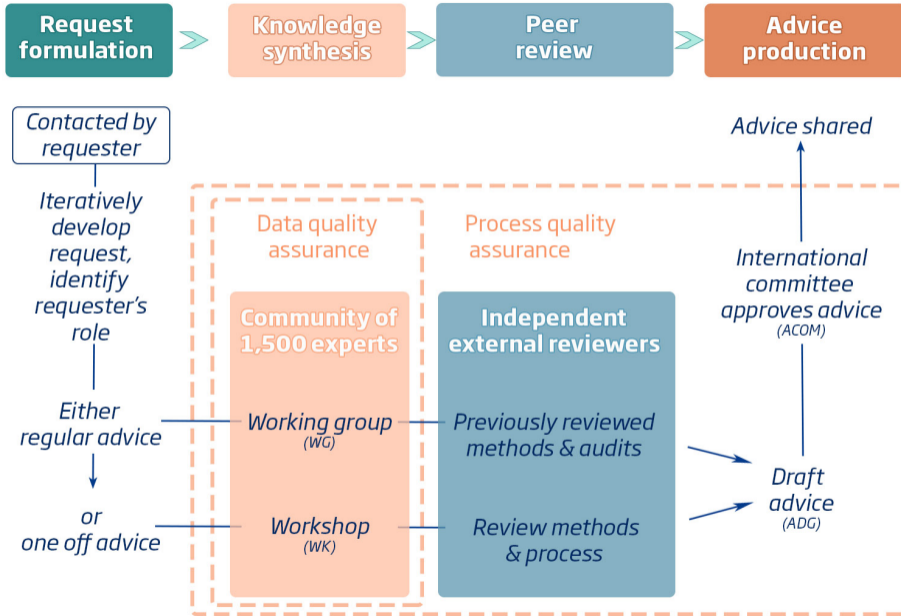 Request
formulation
Knowledge
synthesis
Peer
review
Advice
production
Contacted by
requester
Iteratively
develop
request,
identify
requester's
role
Either
regular advice
or
one off advice
Data quality
assurance
Community of
1,500 experts
Working group
(WG)
Workshop
(WK)
Process quality
assurance
Independent
external reviewers
Previously reviewed
methods & audits
Review methods
& process
Advice shared
International
committee
approves advice
(ACOM)
Draft
advice
(ADG)